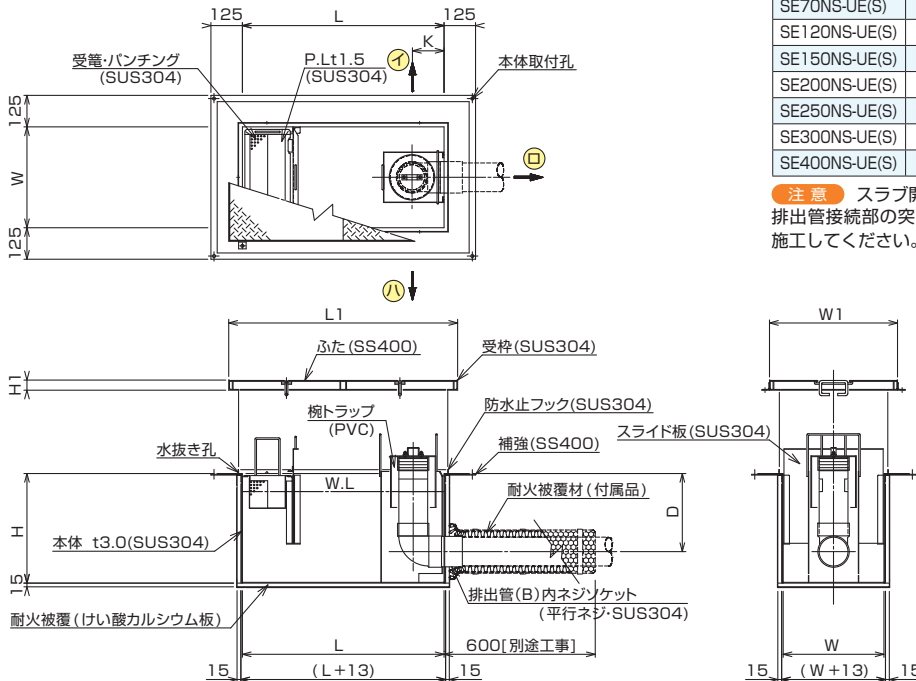 125
L
125
K
受篭・パンチング
(SUS304)
P.Lt1.5
(SUS304)
イ
本体取付孔
125
W
125
ロ
ハ
SE70NS-UE(S)
SE120NS-UE(S)
SE150NS-UE(S)
SE200NS-UE(S)
SE250NS-UE(S)
SE300NS-UE(S)
SE400NS-UE(S)
注意 スラブ開
排出管接続部の突
施工してください。
L1
ふた(SS400)
受枠(SUS304)
H1
椀トラップ
(PVC)
防水止フック(SUS304)
水抜き孔
補強(SS400)
W.L
耐火被覆材(付属品)
H
D
本体 t3.0(SUS304)
15
耐火被覆(けい酸カルシウム板)
排出管(B)内ネジソケット
(平行ネジ・SUS304)
L
600[別途工事]
15
(L+13)
15
W1
スライド板(SUS304)
W
15
(W+13)
15